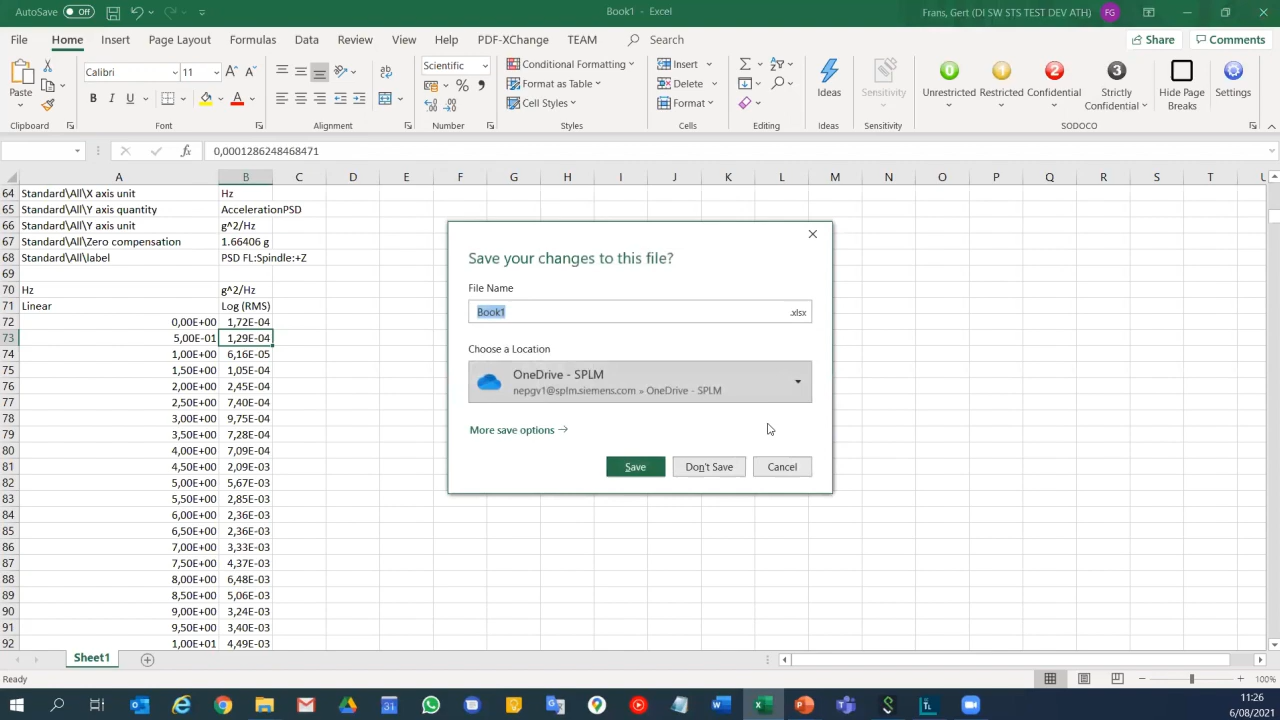 AutoSave Off
Book1 - Excel
Frans, Gert (DI SW STS TEST DEV ATH) FG
File Home Insert Page Layout Formulas Data Review View Help PDF-XChange TEAM Search Share Comments
Paste
Calibri 11
Scientific
Conditional Formatting
Format as Table
Cell Styles
Insert
Delete
Format
Ideas
Sensitivity
0 1 2 3
Unrestricted Restricted Confidential Strictly Confidential Hide Page Breaks Settings
Clipboard Font Alignment Number Styles Cells Editing Ideas Sensitivity SODOCO
fx 0,0001286248468471
A B C D E F G H I J K L M N O P Q R T U
64 Standard\All\X axis unit Hz
65 Standard\All\Y axis quantity AccelerationPSD
66 Standard\All\Y axis unit g^2/Hz
67 Standard\All\Zero compensation 1.66406 g
68 Standard\All\label PSD FL:Spindle:+Z
69
70 Hz g^2/Hz
71 Linear Log (RMS)
72 0,00E+00 1,72E-04
73 5,00E-01 1,29E-04
74 1,00E+00 6,16E-05
75 1,50E+00 1,05E-04
76 2,00E+00 2,45E-04
77 2,50E+00 7,40E-04
78 3,00E+00 9,75E-04
79 3,50E+00 7,28E-04
80 4,00E+00 7,09E-04
81 4,50E+00 2,09E-03
82 5,00E+00 5,67E-03
83 5,50E+00 2,85E-03
84 6,00E+00 2,36E-03
85 6,50E+00 2,36E-03
86 7,00E+00 3,33E-03
87 7,50E+00 4,37E-03
88 8,00E+00 6,48E-03
89 8,50E+00 5,06E-03
90 9,00E+00 3,24E-03
91 9,50E+00 3,40E-03
92 1,00E+01 4,49E-03
Save your changes to this file?
File Name
Book1 .xlsx
Choose a Location
OneDrive - SPLM
nepgv1@splm.siemens.com » OneDrive - SPLM
More save options
Save Don't Save Cancel
Sheet1
Ready
100%
11:26
6/08/2021